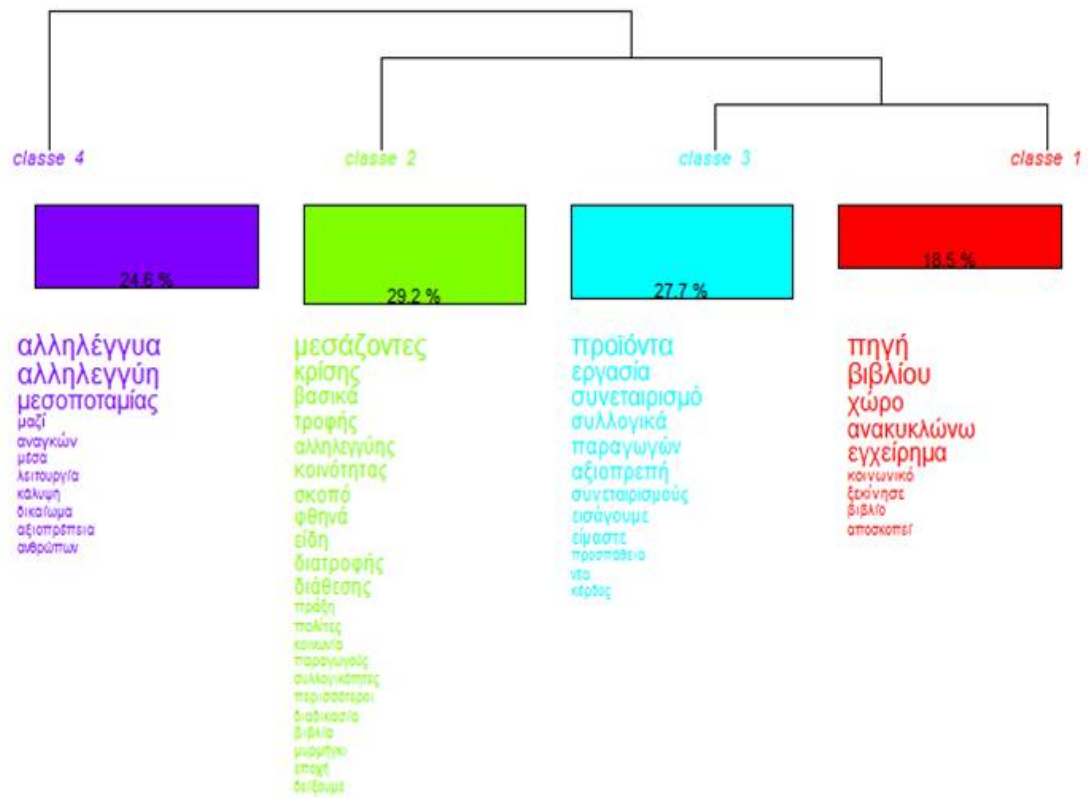 classe 4
classe 2
classe 3
classe 1
24.6 %
29.2 %
27.7 %
18.5 %
αλληλέγγυα
αλληλεγγύη
μεσοποταμίας
μαζί
αναγκών
μέσα
λειτουργία
κάλυψη
δικαίωμα
αξιοπρέπεια
ανθρώπων
μεσάζοντες
κρίσης
βασικά
τροφής
αλληλεγγύης
κοινότητας
σκοπό
φθηνά
είδη
διατροφής
διάθεσης
πράξη
πολίτες
κοινωνία
παραγωγούς
συλλογικότητες
περισσότεροι
διαδικασία
βιβλία
μυρμήγκι
εποχή
δείξουμε
προϊόντα
εργασία
συνεταιρισμό
συλλογικά
παραγωγών
αξιοπρεπή
συνεταιρισμούς
εισάγουμε
είμαστε
προσπάθεια
νέα
κέρδος
πηγή
βιβλίου
χώρο
ανακυκλώνω
εγχείρημα
κοινωνικό
ξεκίνησε
βιβλίο
αποσκοπεί